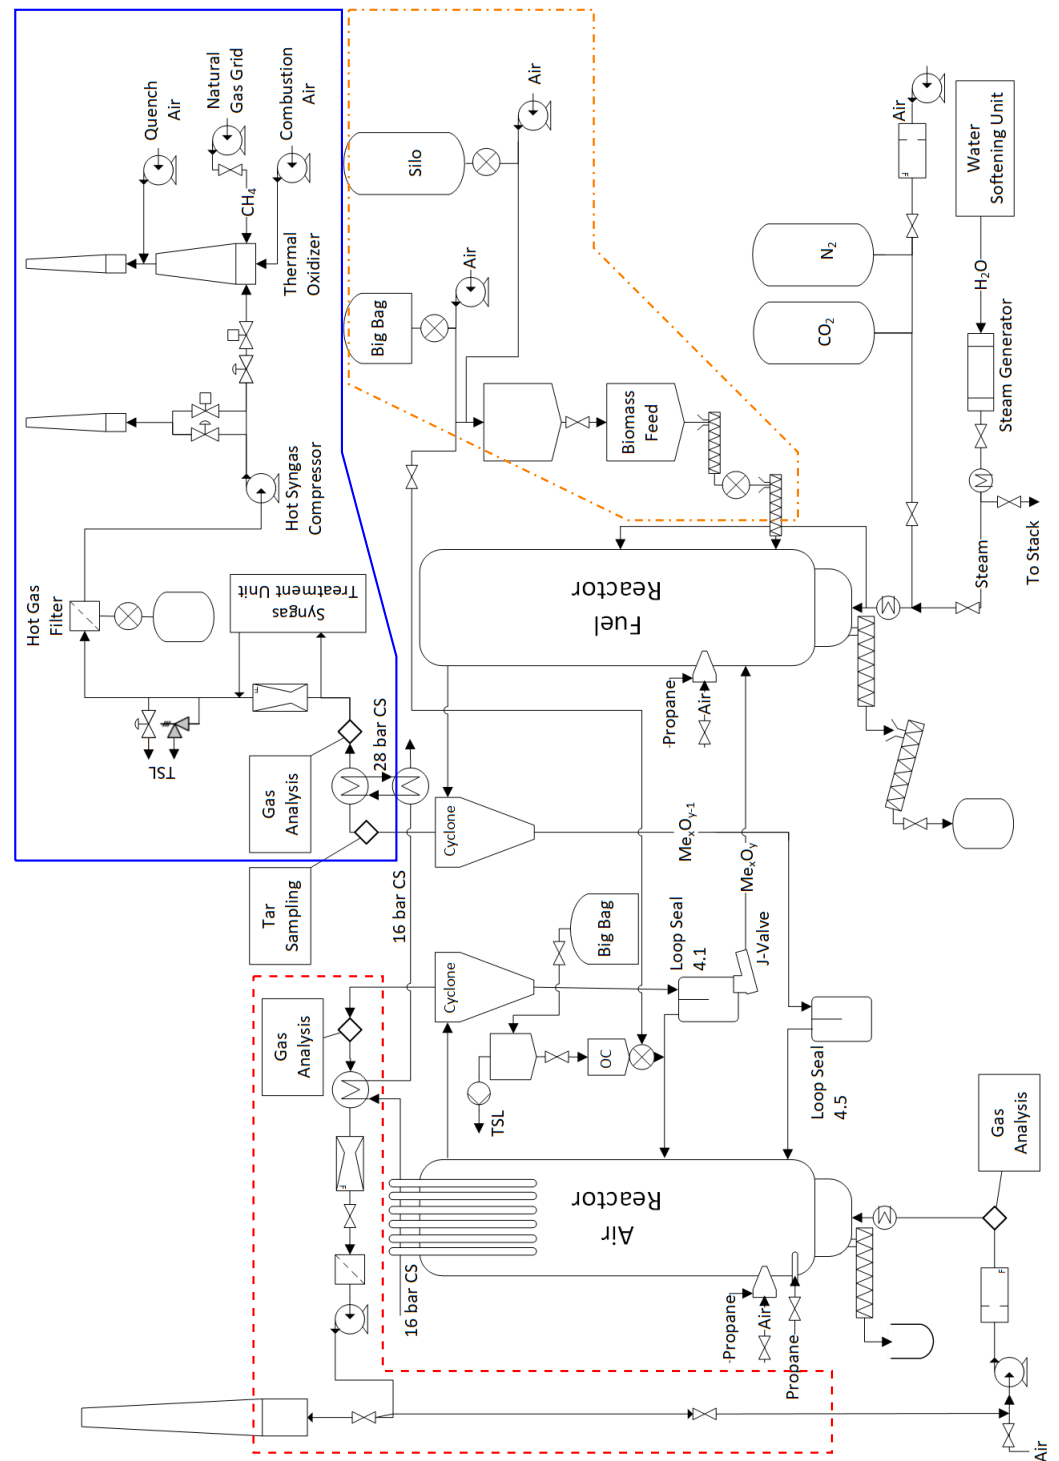 Quench
Air
Natural
Gas Grid
Combustion
Air
CH₄
Thermal
Oxidizer
Hot Syngas
Compressor
Hot Gas
Filter
Syngas
Treatment Unit
F
TSL
Gas
Analysis
28 bar CS
Tar
Sampling
16 bar CS
Silo
Air
Big Bag
Air
Biomass
Feed
Air
F
Water
Softening Unit
N₂
CO₂
H₂O
Steam Generator
Steam
To Stack
Fuel
Reactor
Propane
Air
Cyclone
MeₓOᵧ₋₁
MeₓOᵧ
Cyclone
Big Bag
Loop Seal
4.1
J-Valve
OC
TSL
Loop Seal
4.5
Gas
Analysis
F
16 bar CS
Air
Reactor
Propane
Air
Propane
Gas
Analysis
F
Air